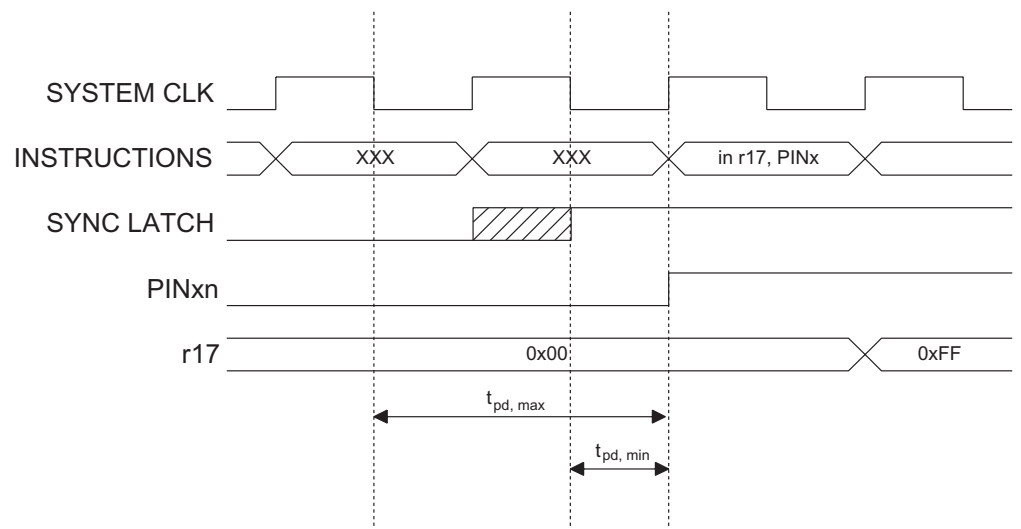 SYSTEM CLK
INSTRUCTIONS XXX XXX in r17, PINx
SYNC LATCH
PINxn
r17 0x00 0xFF
tpd, max
tpd, min